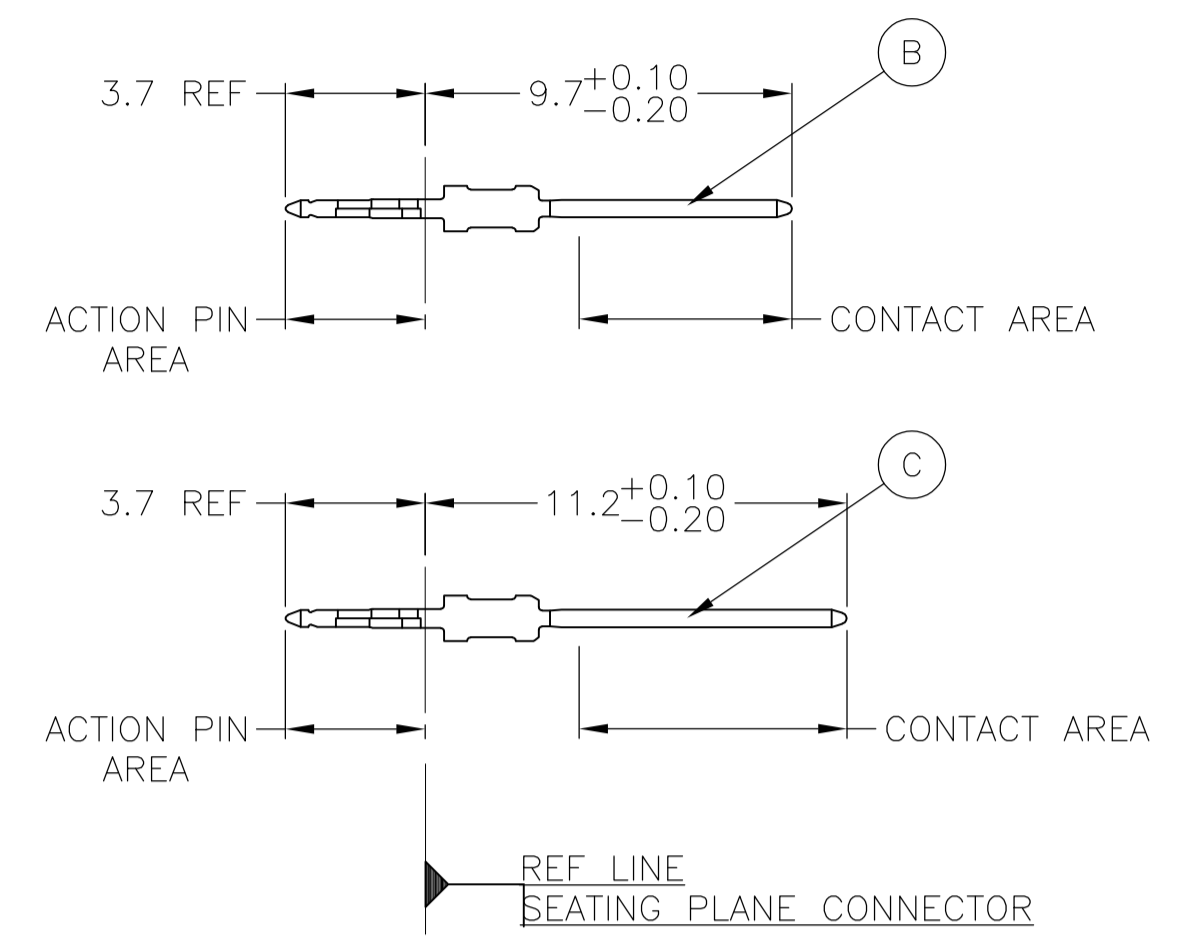 B
3.7 REF
9.7 +0.10
-0.20
ACTION PIN
AREA
CONTACT AREA
C
3.7 REF
11.2 +0.10
-0.20
ACTION PIN
AREA
CONTACT AREA
REF LINE
SEATING PLANE CONNECTOR